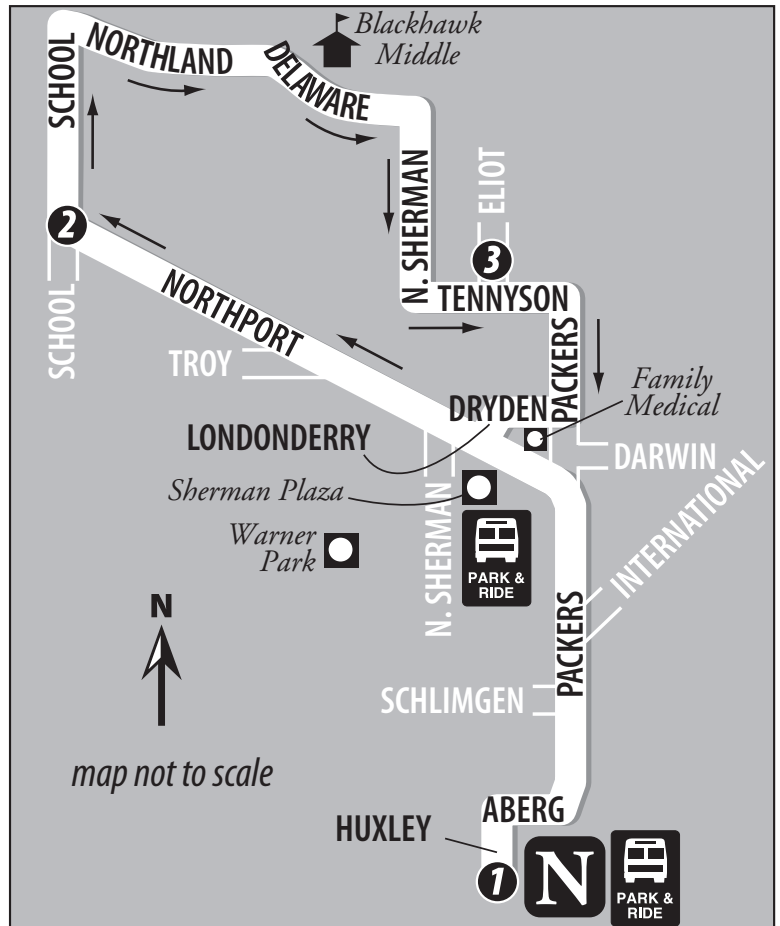 Blackhawk
Middle
NORTHLAND
DELAWARE
SCHOOL
N. SHERMAN
ELIOT
2
3
TENNYSON
NORTHPORT
SCHOOL
PACKERS
TROY
Family
Medical
DRYDEN
LONDONDERRY
DARWIN
Sherman Plaza
N. SHERMAN
INTERNATIONAL
Warner
Park
PARK &
RIDE
N
PACKERS
SCHLIMGEN
map not to scale
ABERG
HUXLEY
1
N
PARK &
RIDE